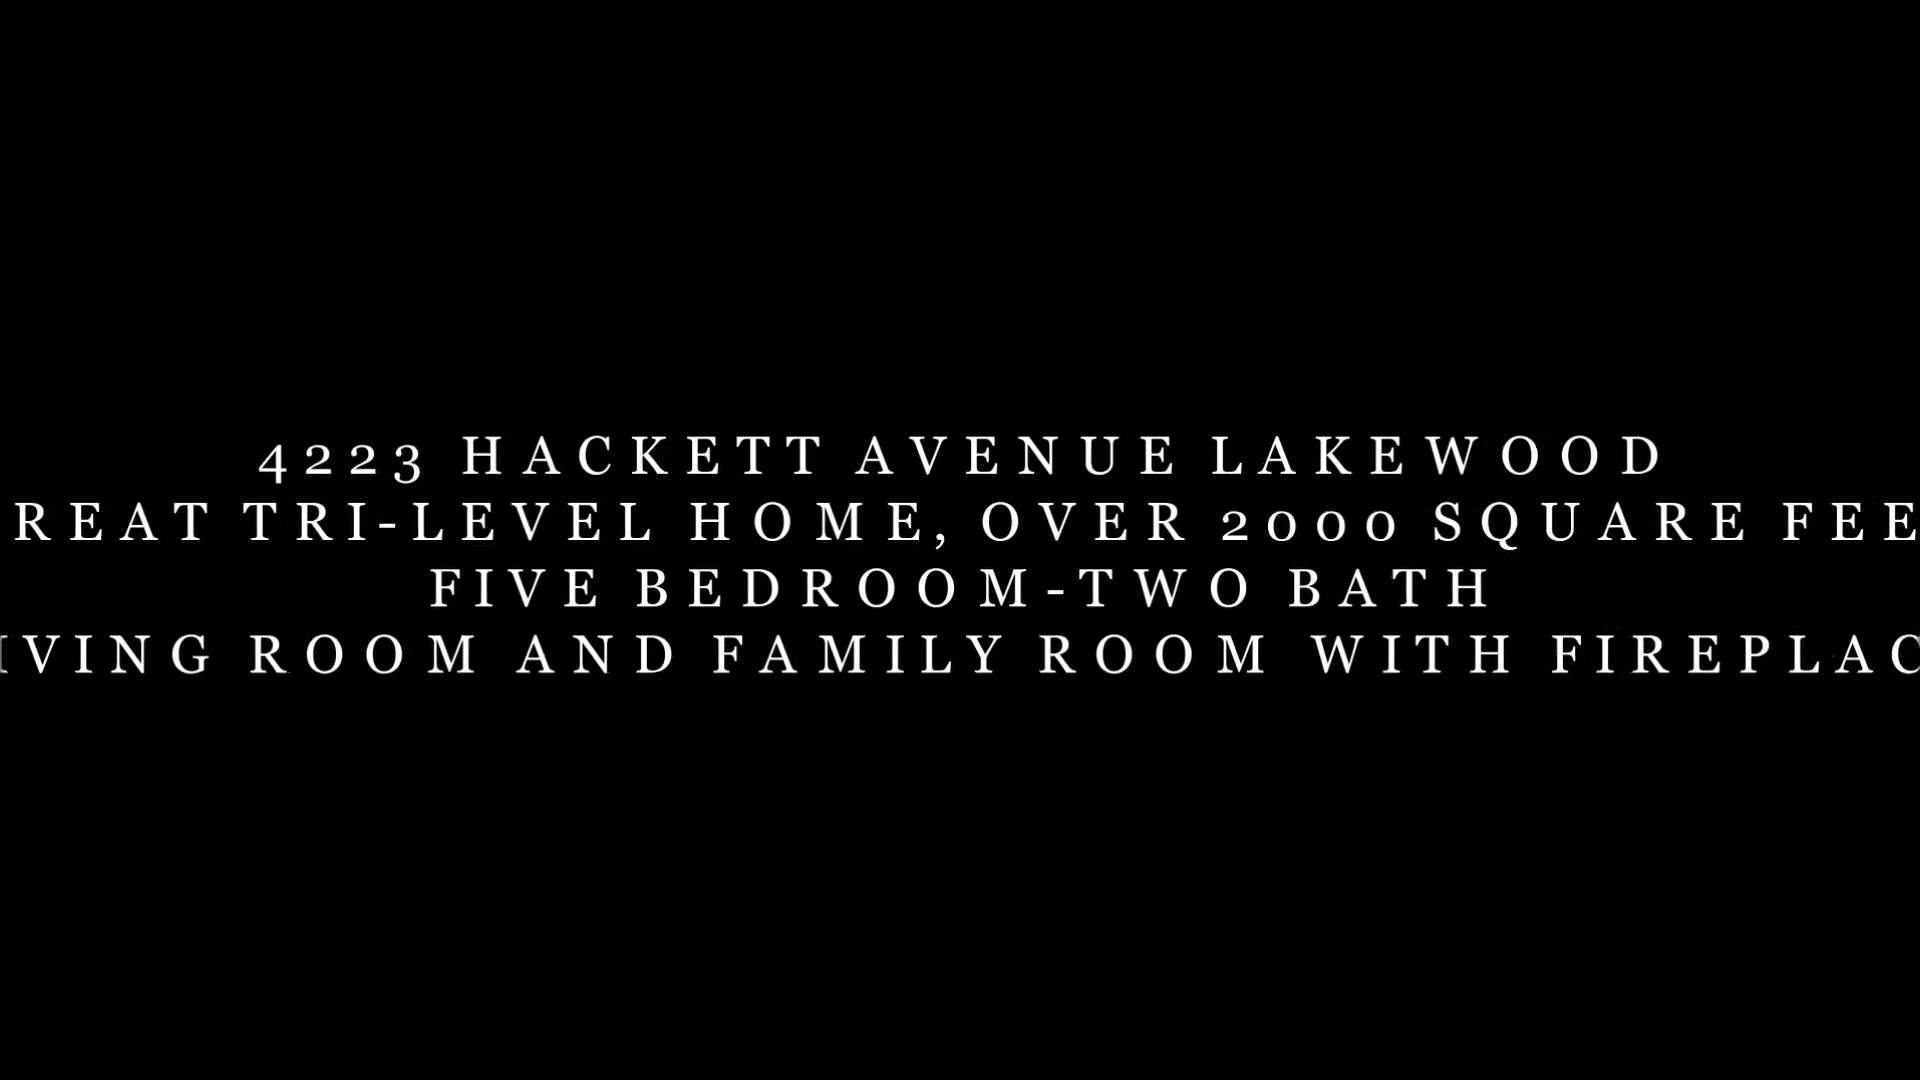 4223 HACKETT AVENUE LAKEWOOD
REAT TRI-LEVEL HOME, OVER 2000 SQUARE FEE
FIVE BEDROOM-TWO BATH
IVING ROOM AND FAMILY ROOM WITH FIREPLAC